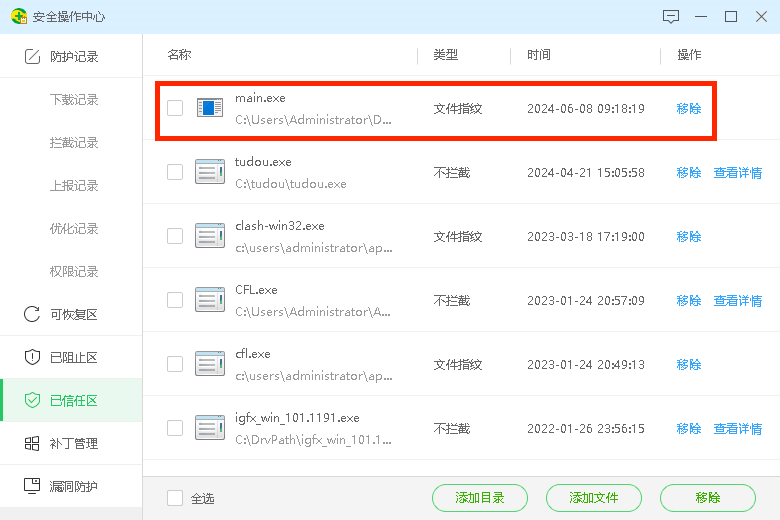 安全操作中心
防护记录
下载记录
拦截记录
上报记录
优化记录
权限记录
可恢复区
已阻止区
已信任区
补丁管理
漏洞防护
名称 类型 时间 操作
main.exe
C:\Users\Administrator\D...
文件指纹 2024-06-08 09:18:19 移除
tudou.exe
C:\tudou\tudou.exe
不拦截 2024-04-21 15:05:58 移除 查看详情
clash-win32.exe
c:\users\administrator\ap...
文件指纹 2023-03-18 17:19:00 移除
CFL.exe
C:\Users\Administrator\A...
不拦截 2023-01-24 20:57:09 移除 查看详情
cfl.exe
c:\users\administrator\ap...
文件指纹 2023-01-24 20:49:13 移除
igfx_win_101.1191.exe
C:\DrvPath\igfx_win_101.1...
不拦截 2022-01-26 23:56:15 移除 查看详情
全选 添加目录 添加文件 移除